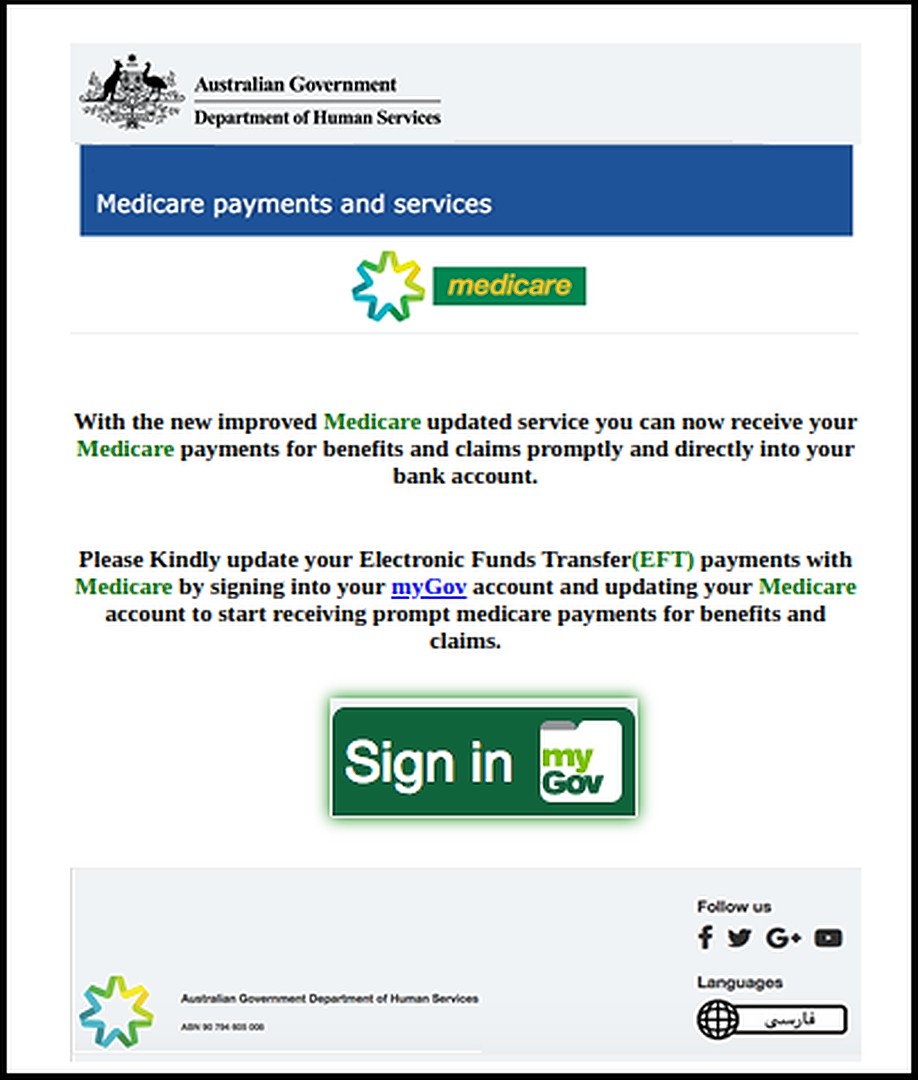 Australian Government
Department of Human Services
Medicare payments and services
medicare
With the new improved Medicare updated service you can now receive your
Medicare payments for benefits and claims promptly and directly into your
bank account.
Please Kindly update your Electronic Funds Transfer(EFT) payments with
Medicare by signing into your myGov account and updating your Medicare
account to start receiving prompt medicare payments for benefits and
claims.
Sign in my
Gov
Follow us
G+
Languages
فارسی
Australian Government Department of Human Services
ABN 90 794 605 008